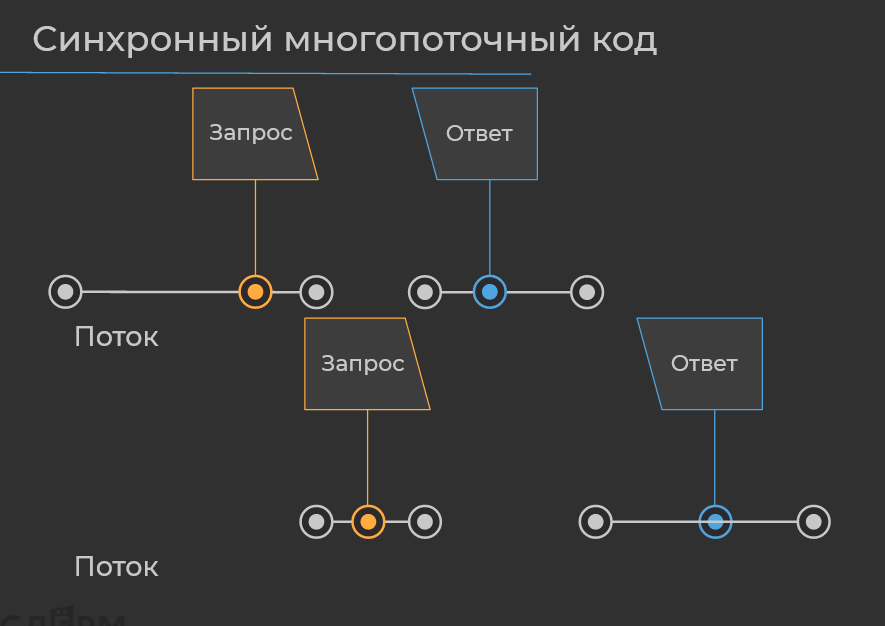 Синхронный многопоточный код
Запрос
Ответ
Поток
Запрос
Ответ
Поток